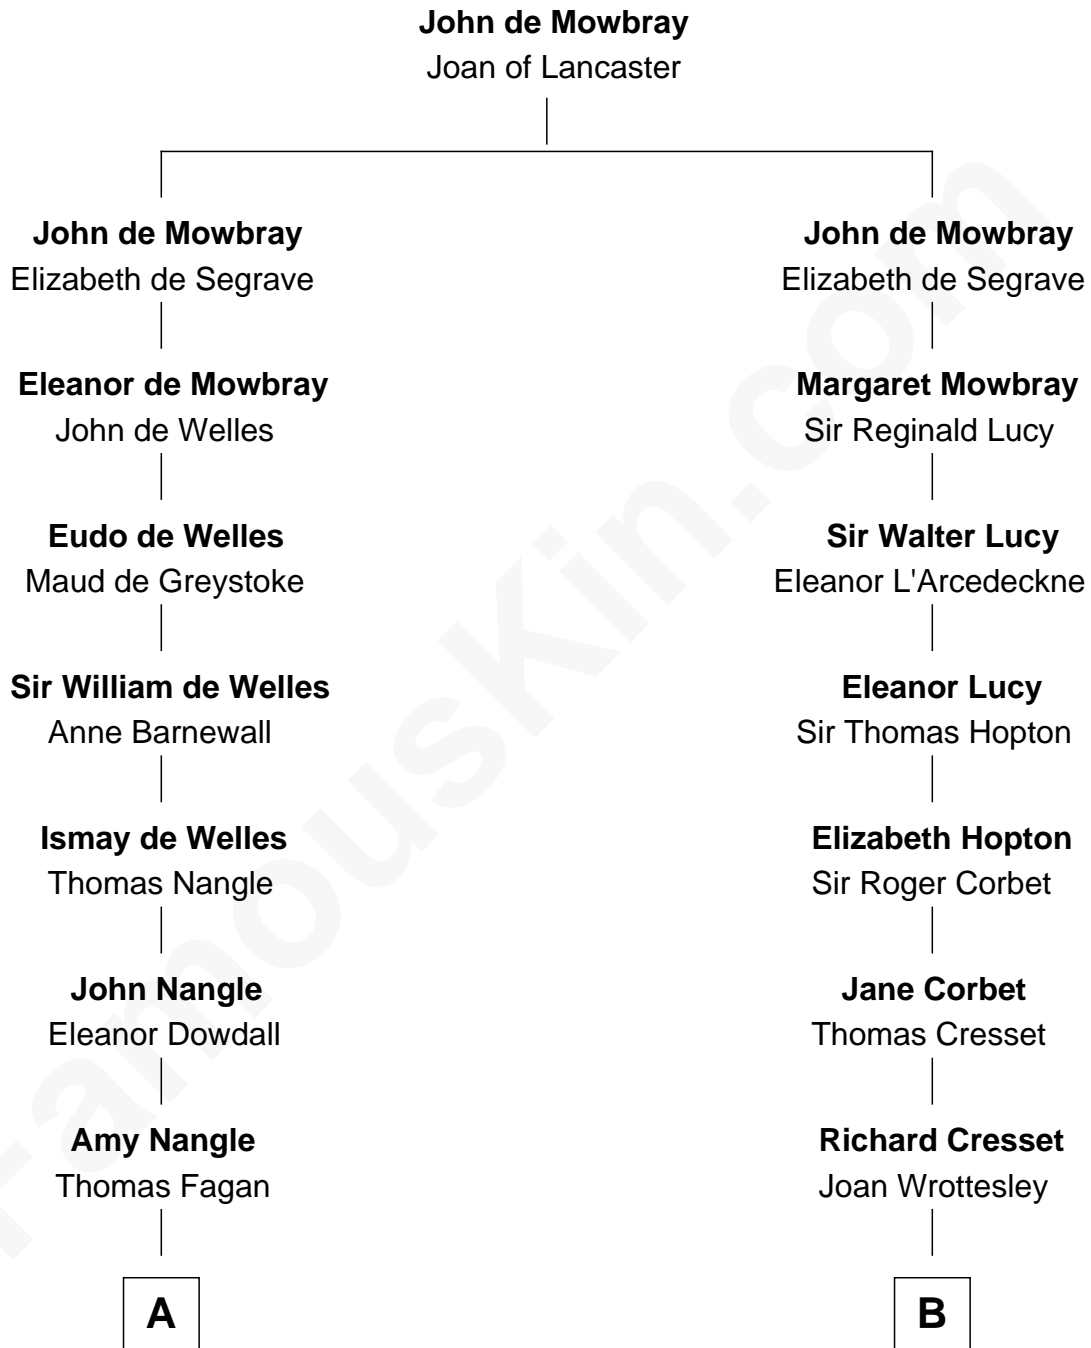 John de Mowbray
Joan of Lancaster
John de Mowbray
Elizabeth de Segrave
Eleanor de Mowbray
John de Welles
Eudo de Welles
Maud de Greystoke
Sir William de Welles
Anne Barnewall
Ismay de Welles
Thomas Nangle
John Nangle
Eleanor Dowdall
Amy Nangle
Thomas Fagan
A
John de Mowbray
Elizabeth de Segrave
Margaret Mowbray
Sir Reginald Lucy
Sir Walter Lucy
Eleanor L'Arcedeckne
Eleanor Lucy
Sir Thomas Hopton
Elizabeth Hopton
Sir Roger Corbet
Jane Corbet
Thomas Cresset
Richard Cresset
Joan Wrottesley
B
FamousKin.com